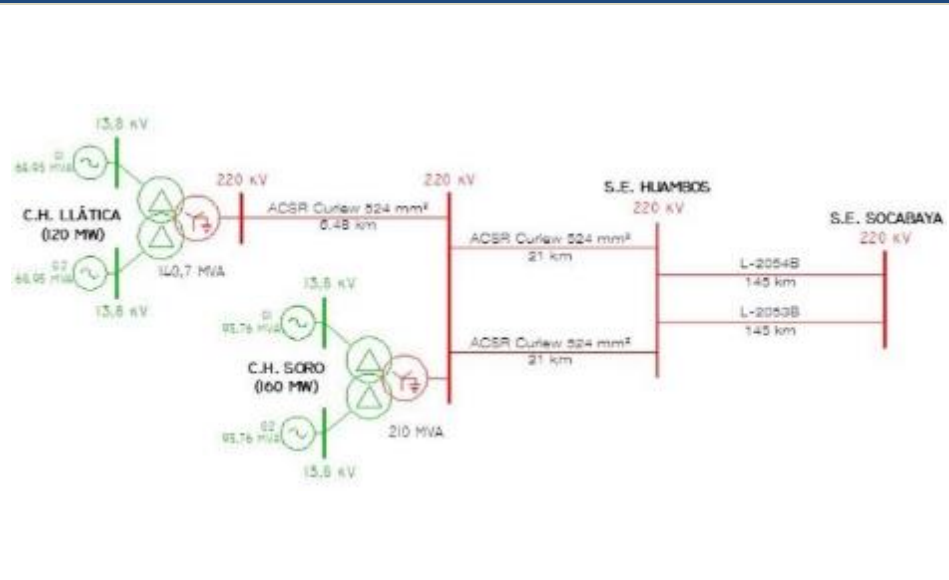 13,8 kV
G1
66,95 MVA
C.H. LLÁTICA
(120 MW)
G2
66,95 MVA
13,8 kV
140,7 MVA
220 kV
ACSR Curlew 524 mm²
6.48 km
220 kV
13,8 kV
G1
93,76 MVA
C.H. SORO
(160 MW)
G2
93,76 MVA
13,8 kV
210 MVA
ACSR Curlew 524 mm²
21 km
ACSR Curlew 524 mm²
21 km
S.E. HUAMBOS
220 kV
L-2054B
145 km
L-2053B
145 km
S.E. SOCABAYA
220 kV